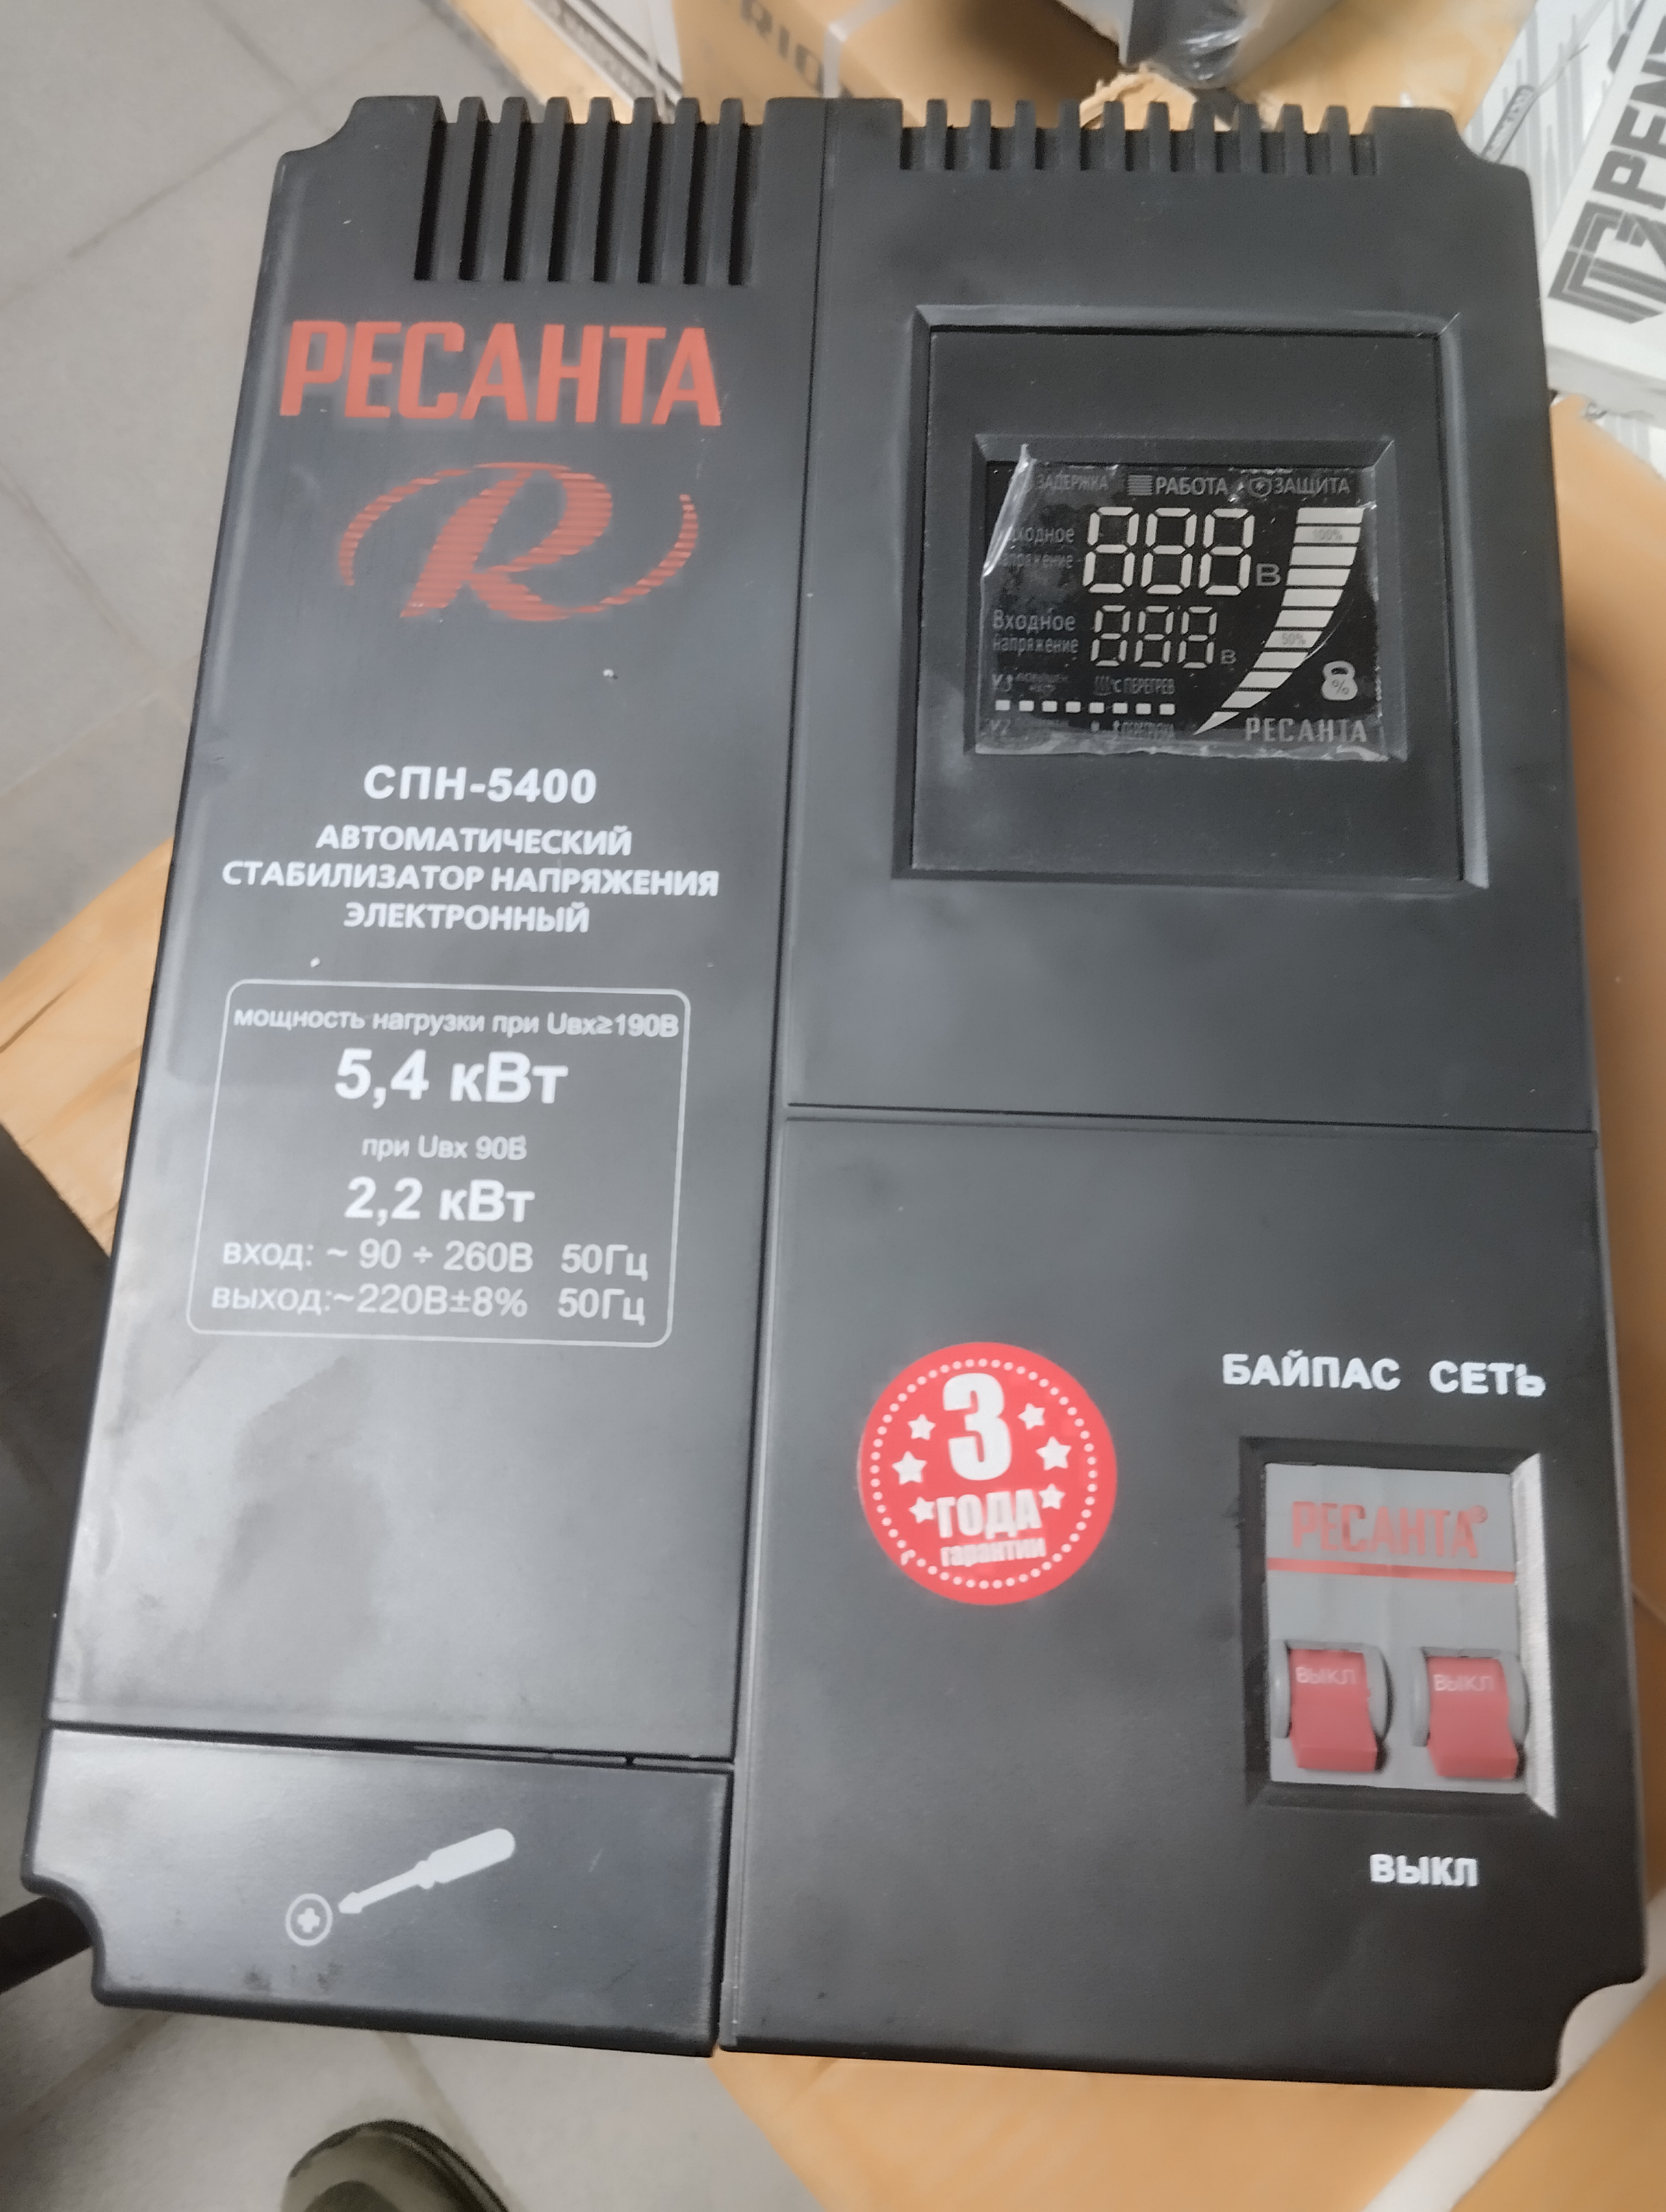 РЕСАНТА
R
СПН-5400
АВТОМАТИЧЕСКИЙ
СТАБИЛИЗАТОР НАПРЯЖЕНИЯ
ЭЛЕКТРОННЫЙ
мощность нагрузки при Uвх≥190В
5,4 кВт
при Uвх 90В
2,2 кВт
вход: ~ 90 ÷ 260В 50Гц
выход:~220В±8% 50Гц
ЗАДЕРЖКА РАБОТА ЗАЩИТА
888 В
100%
Входное
напряжение
888 В
50%
°C ПЕРЕГРЕВ
ПЕРЕГРУЗКА
%
РЕСАНТА
БАЙПАС СЕТЬ
3
ГОДА
гарантии
РЕСАНТА®
ВЫКЛ ВЫКЛ
ВЫКЛ